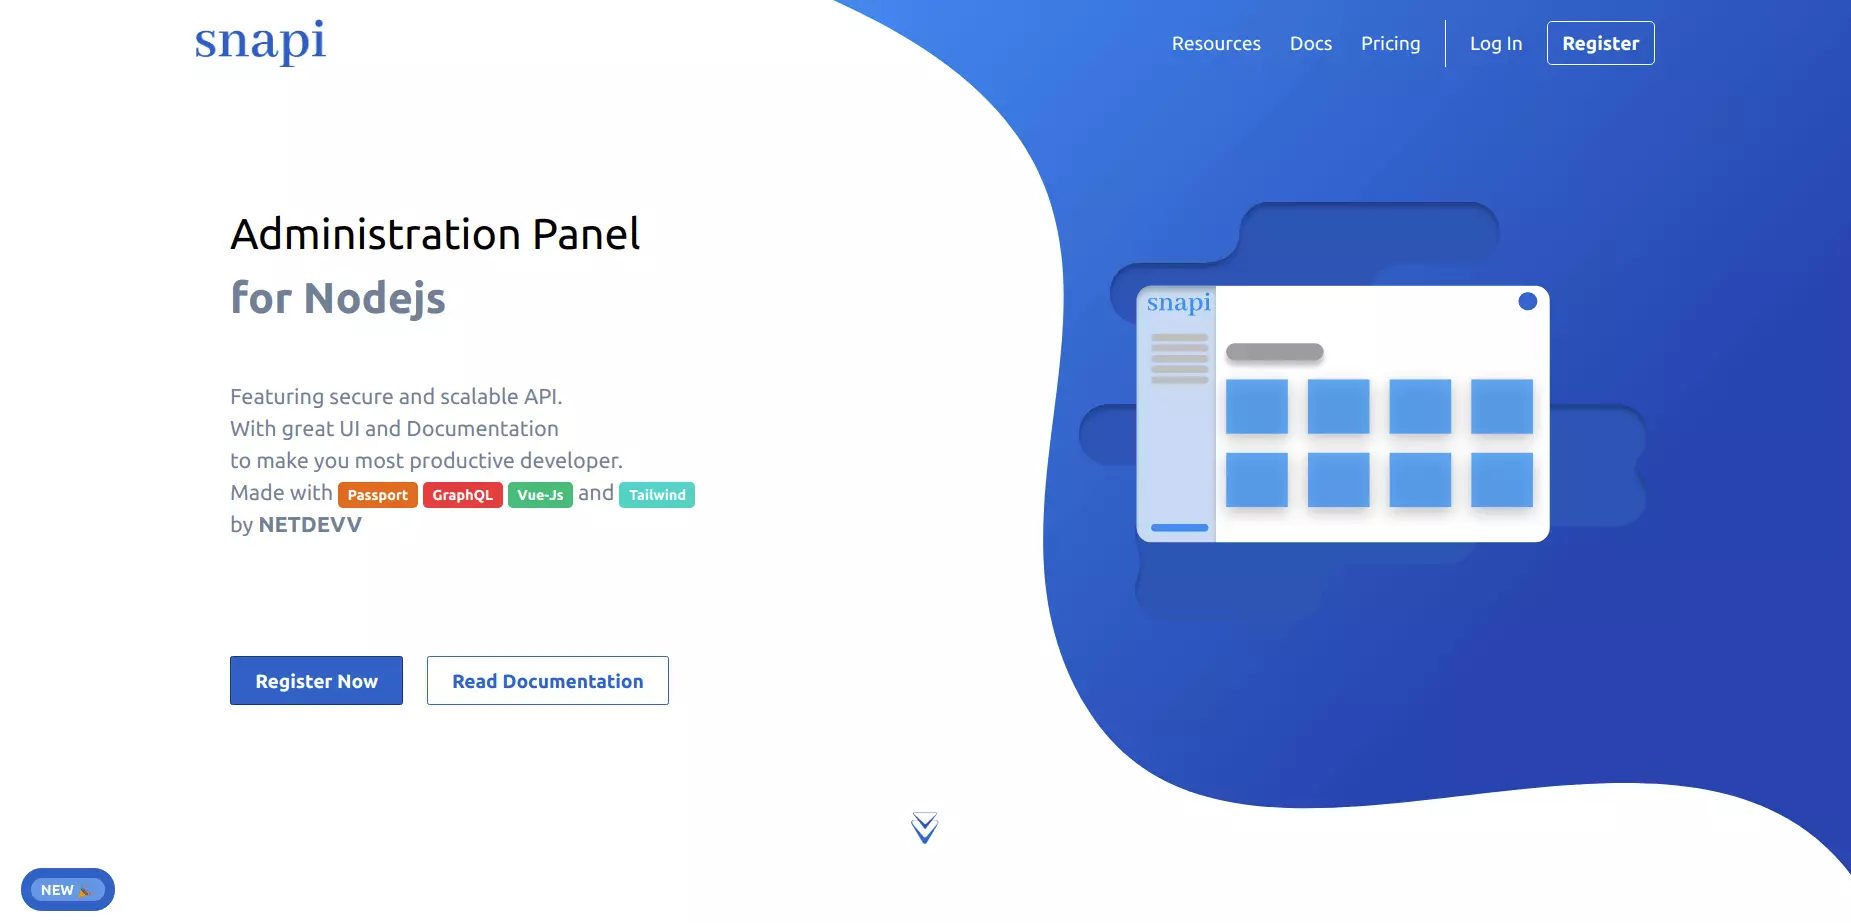 snapi
Resources Docs Pricing Log In Register
Administration Panel
for Nodejs
Featuring secure and scalable API.
With great UI and Documentation
to make you most productive developer.
Made with Passport GraphQL Vue-Js and Tailwind
by NETDEVV
Register Now Read Documentation
snapi
NEW 🎉